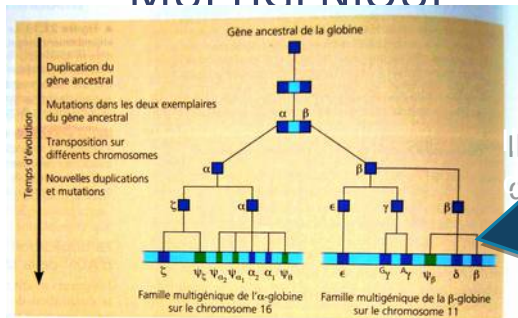 Gène ancestral de la globine
Duplication du
gène ancestral
Mutations dans les deux exemplaires
du gène ancestral
Transposition sur
différents chromosomes
Nouvelles duplications
et mutations
Temps d'évolution
α β
α β
ζ α ϵ γ β
ζ ψζ ψα2 ψα1 α2 α1 ψθ ϵ Gγ Aγ ψβ δ β
Famille multigénique de l'α-globine
sur le chromosome 16
Famille multigénique de la β-globine
sur le chromosome 11